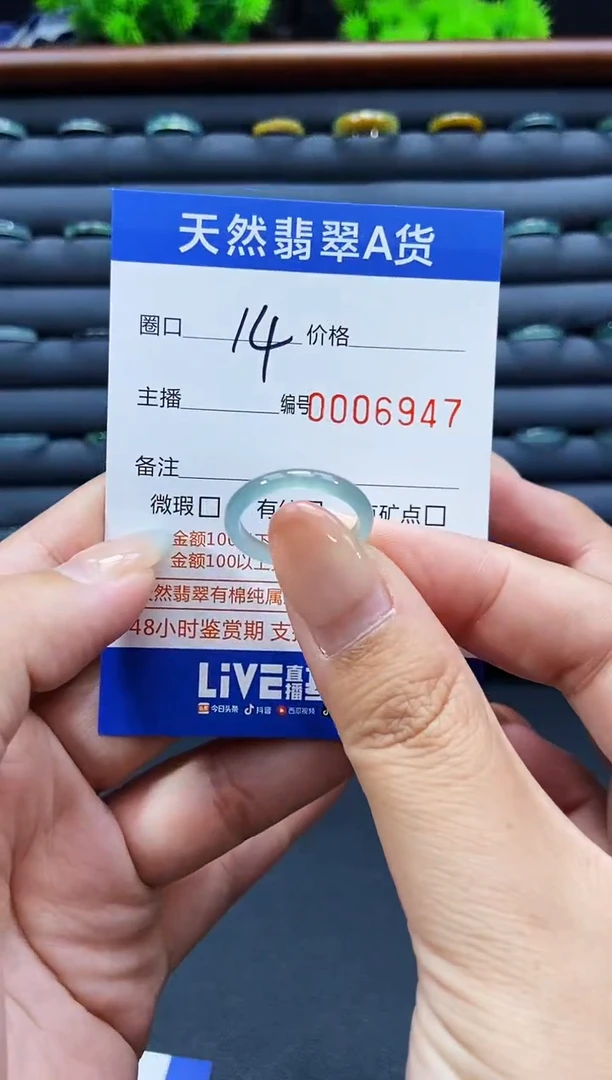 天然翡翠A货
圈口 14 价格
主播 编号 0006947
备注
微瑕□ 有 矿点□
金额100 下
金额100以上
然翡翠有棉纯属
48小时鉴赏期 支
LiVE直播
今日头条 抖音 西瓜视频